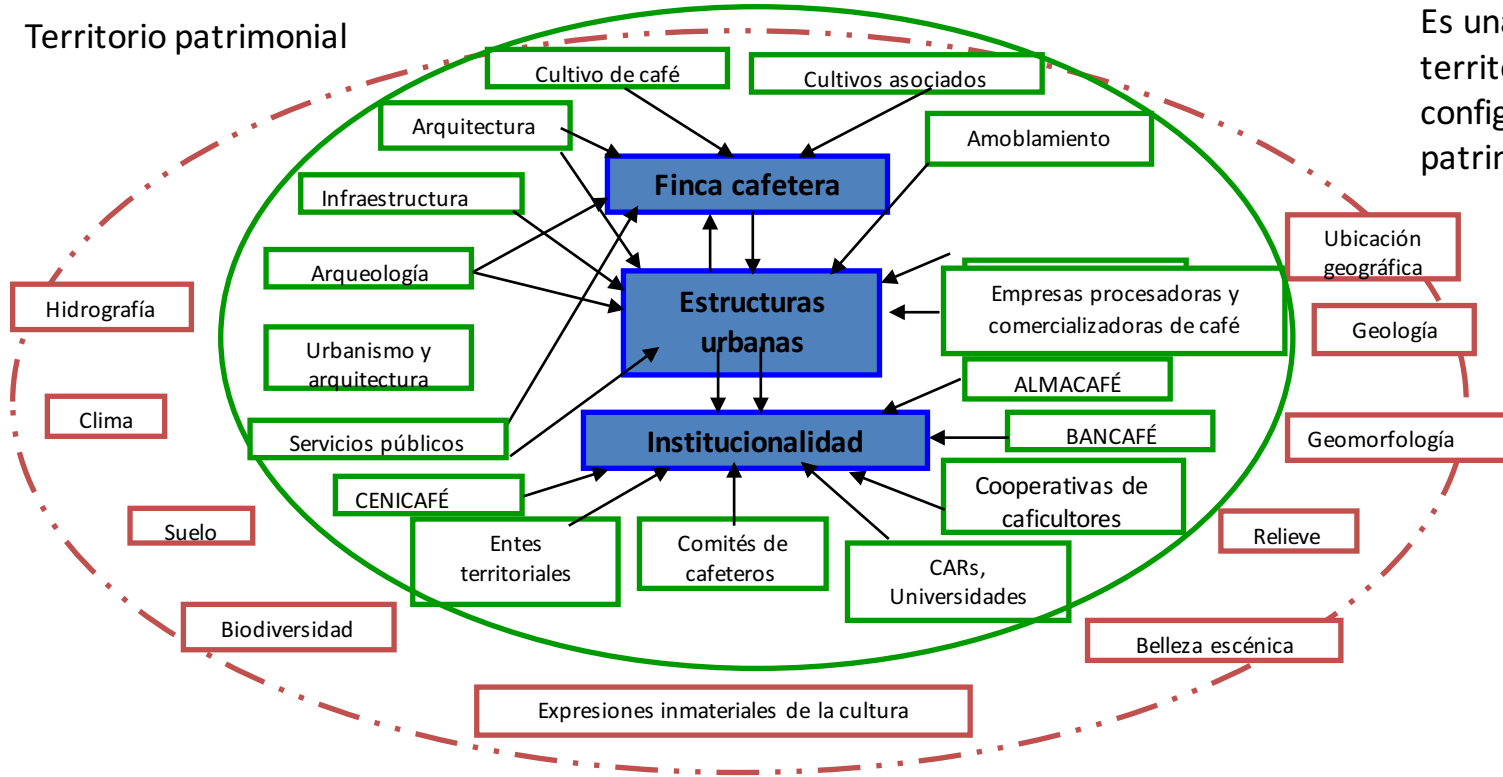 Territorio patrimonial
Es una
territo
config
patrin
Cultivo de café
Cultivos asociados
Arquitectura
Amoblamiento
Finca cafetera
Infraestructura
Ubicación
geográfica
Arqueología
Hidrografía
Estructuras
urbanas
Empresas procesadoras y
comercializadoras de café
Geología
Urbanismo y
arquitectura
ALMACAFÉ
Clima
Servicios públicos
Institucionalidad
BANCAFÉ
Geomorfología
CENICAFÉ
Cooperativas de
caficultores
Suelo
Entes
territoriales
Comités de
cafeteros
CARs,
Universidades
Relieve
Biodiversidad
Belleza escénica
Expresiones inmateriales de la cultura